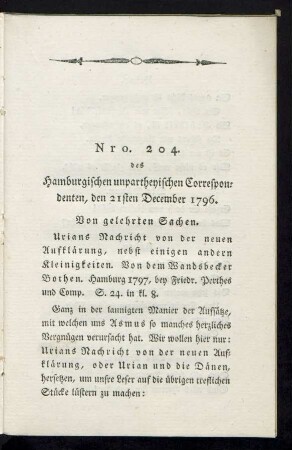 Nro. 204.
des
Hamburgischen unpartheyischen Correspon-
denten, den 21sten December 1796.
Von gelehrten Sachen.
Urians Nachricht von der neuen
Aufklärung, nebst einigen andern
Kleinigkeiten. Von dem Wandsbecker
Bothen. Hamburg 1797, bey Friedr. Perthes
und Comp. S. 24. in kl. 8.
Ganz in der launigten Manier der Aufsätze,
mit welchen uns Asmus so manches herzliches
Vergnügen verursacht hat. Wir wollen hier nur:
Urians Nachricht von der neuen Auf-
klärung, oder Urian und die Dänen,
hersetzen, um unsre Leser auf die übrigen trefflichen
Stücke lüstern zu machen: